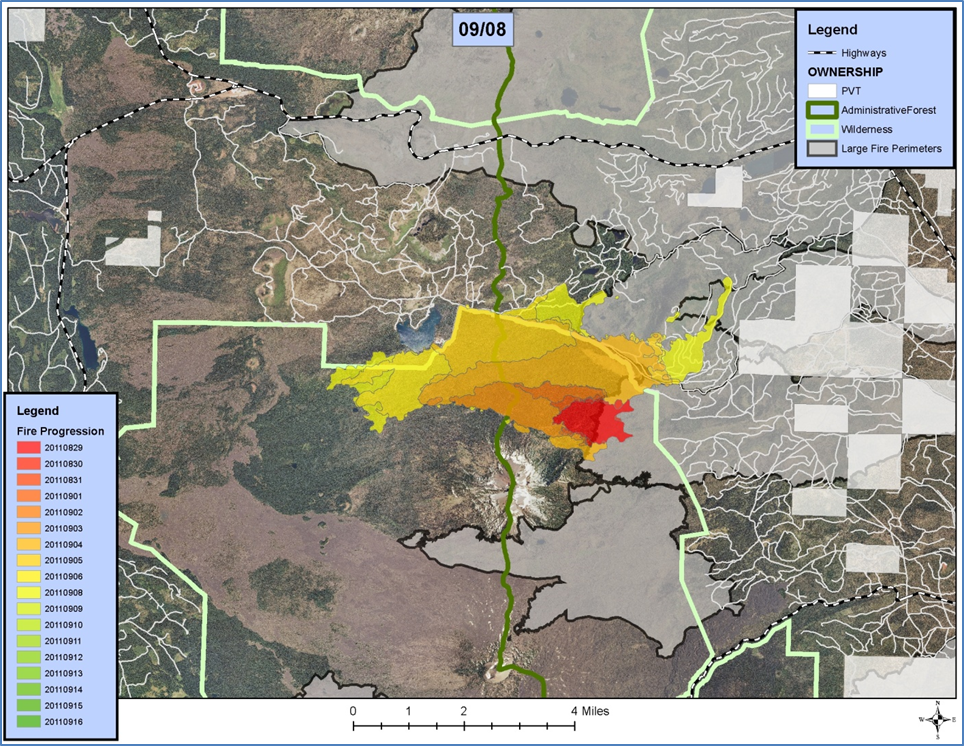 09/08
Legend
Highways
OWNERSHIP
PVT
AdministrativeForest
Wilderness
Large Fire Perimeters
Legend
Fire Progression
20110829
20110830
20110831
20110901
20110902
20110903
20110904
20110905
20110906
20110908
20110909
20110910
20110911
20110912
20110913
20110914
20110915
20110916
0 1 2 4 Miles
N
W E
S